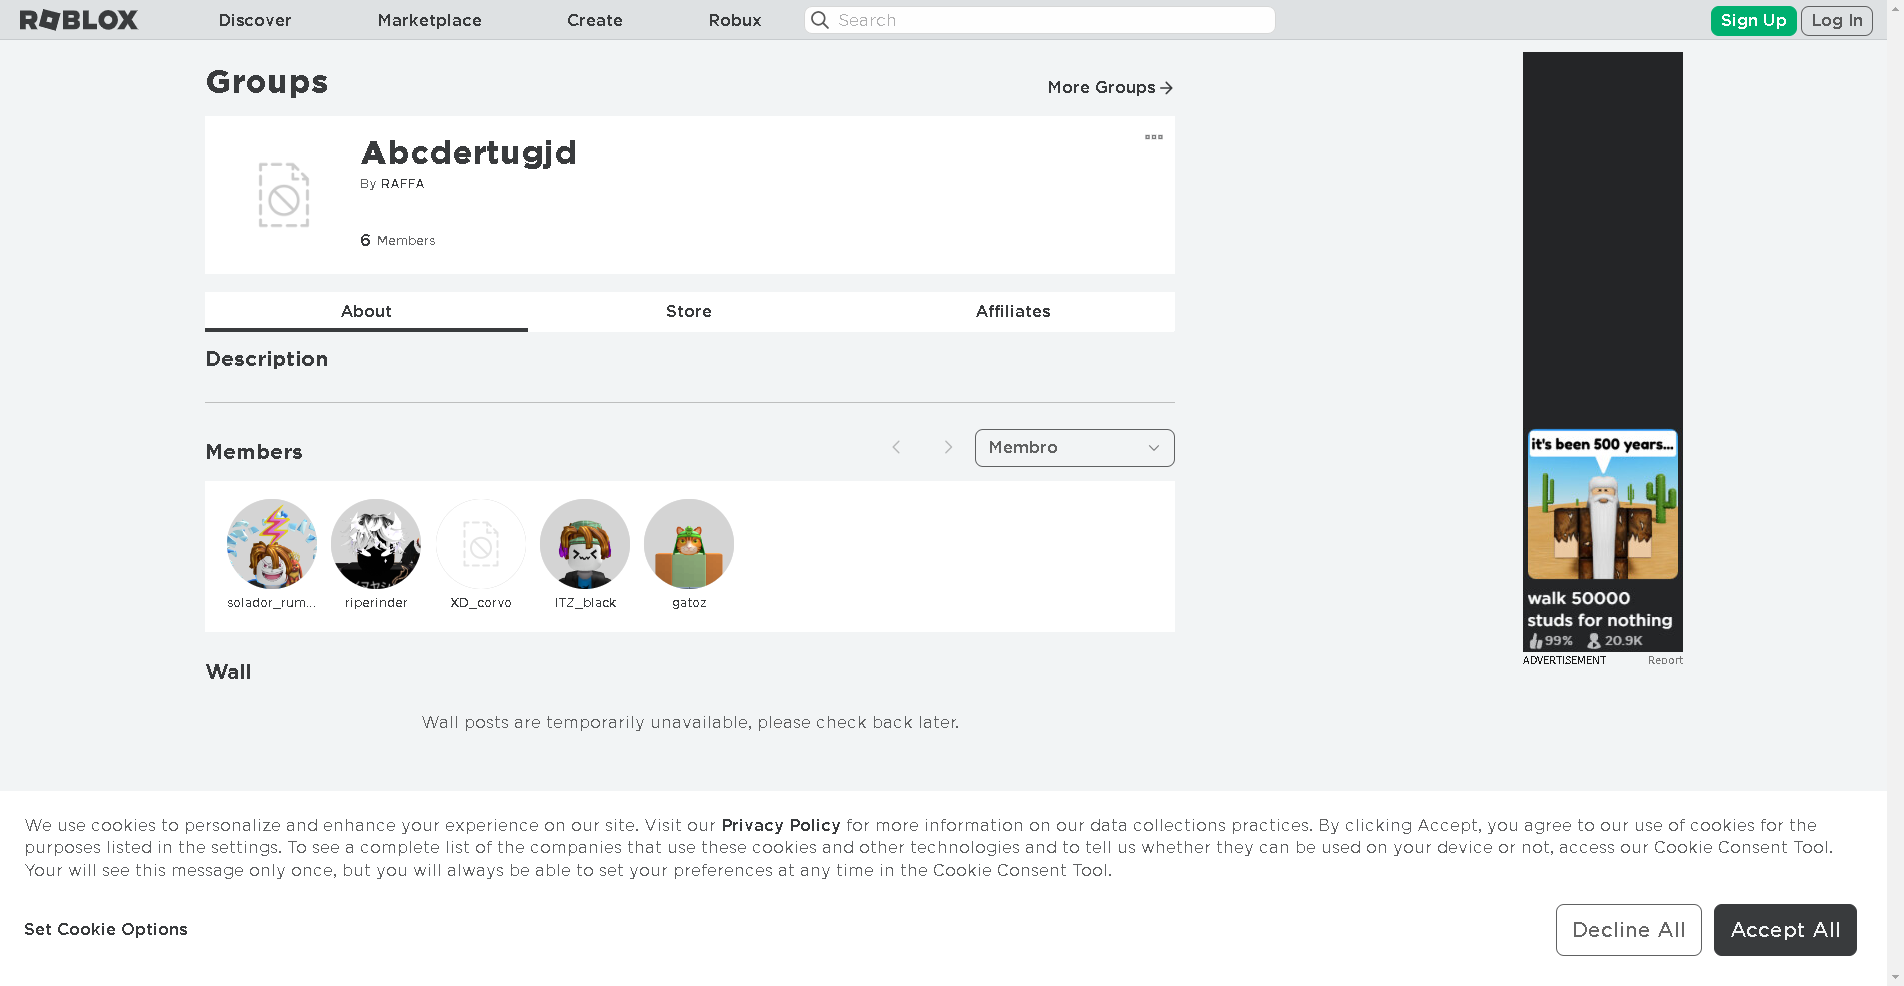 ROBLOX Discover Marketplace Create Robux Search Sign Up Log In
Groups
More Groups
Abcdertugjd
By RAFFA
6 Members
About Store Affiliates
Description
Members
Membro
solador_rum... riperinder XD_corvo ITZ_black gatoz
Wall
Wall posts are temporarily unavailable, please check back later.
it's been 500 years...
walk 50000
studs for nothing
99% 20.9K
ADVERTISEMENT Report
We use cookies to personalize and enhance your experience on our site. Visit our Privacy Policy for more information on our data collections practices. By clicking Accept, you agree to our use of cookies for the
purposes listed in the settings. To see a complete list of the companies that use these cookies and other technologies and to tell us whether they can be used on your device or not, access our Cookie Consent Tool.
Your will see this message only once, but you will always be able to set your preferences at any time in the Cookie Consent Tool.
Set Cookie Options
Decline All Accept All